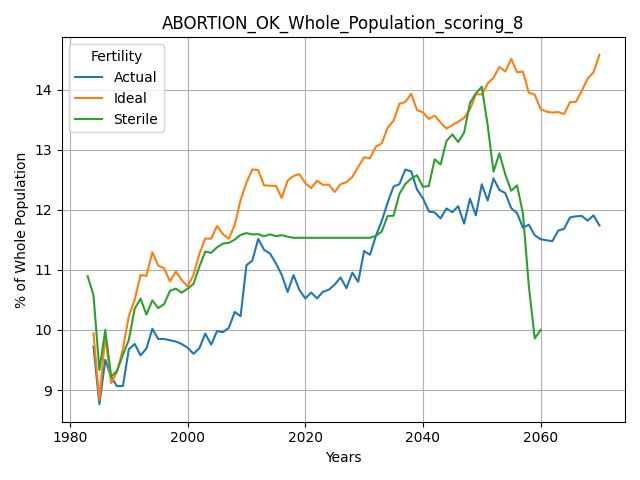 ABORTION_OK_Whole_Population_scoring_8
Fertility
Actual
Ideal
Sterile
% of Whole Population
14
13
12
11
10
9
1980 2000 2020 2040 2060
Years